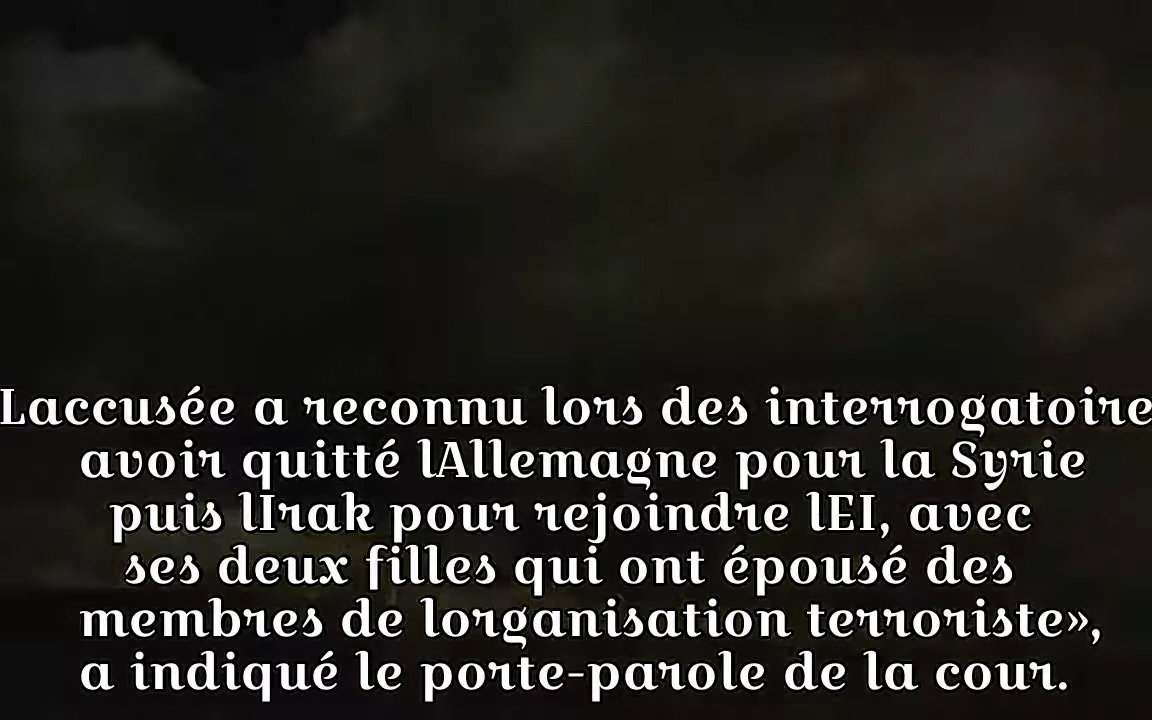 Laccusée a reconnu lors des interrogatoire
avoir quitté lAllemagne pour la Syrie
puis lIrak pour rejoindre lEI, avec
ses deux filles qui ont épousé des
membres de lorganisation terroriste»,
a indiqué le porte-parole de la cour.